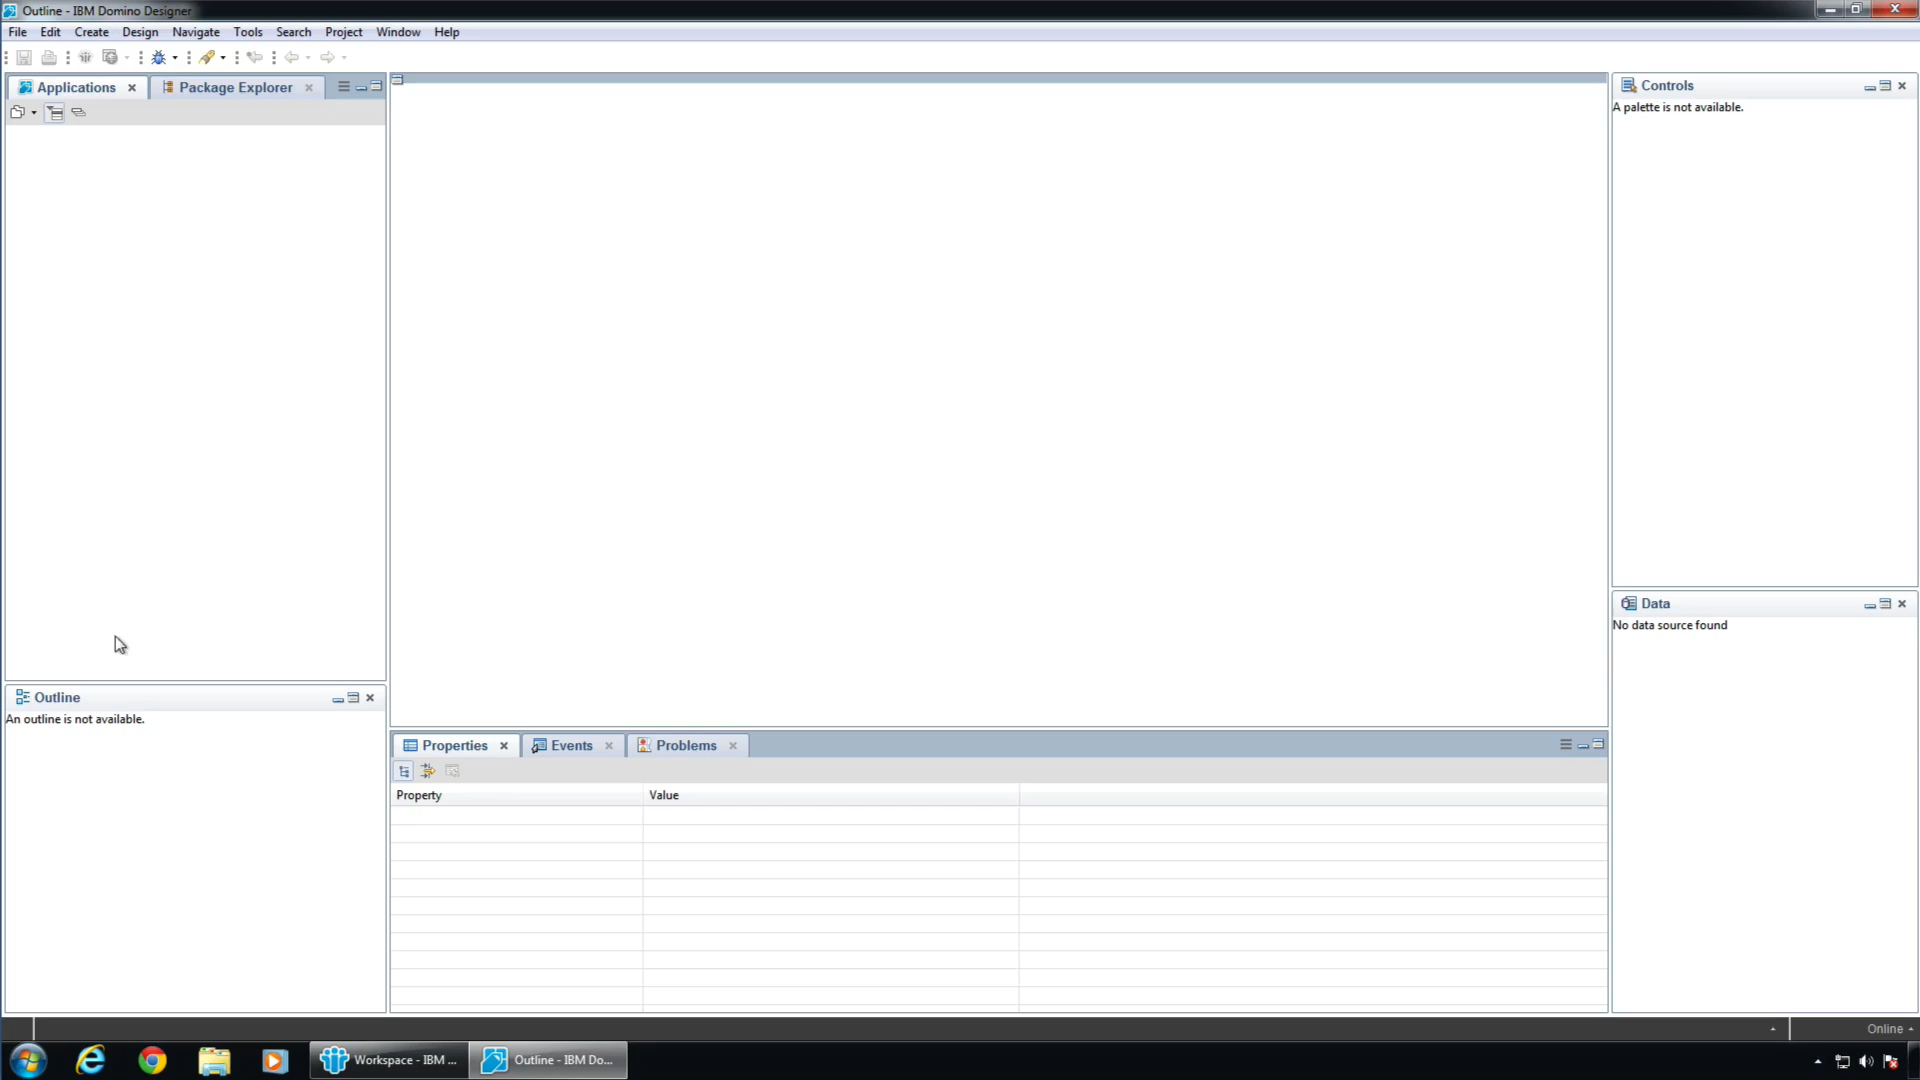 Outline - IBM Domino Designer
File Edit Create Design Navigate Tools Search Project Window Help
Applications Package Explorer
Controls
A palette is not available.
Data
No data source found
Outline
An outline is not available.
Properties Events Problems
Property Value
Online
Workspace - IBM ... Outline - IBM Do...